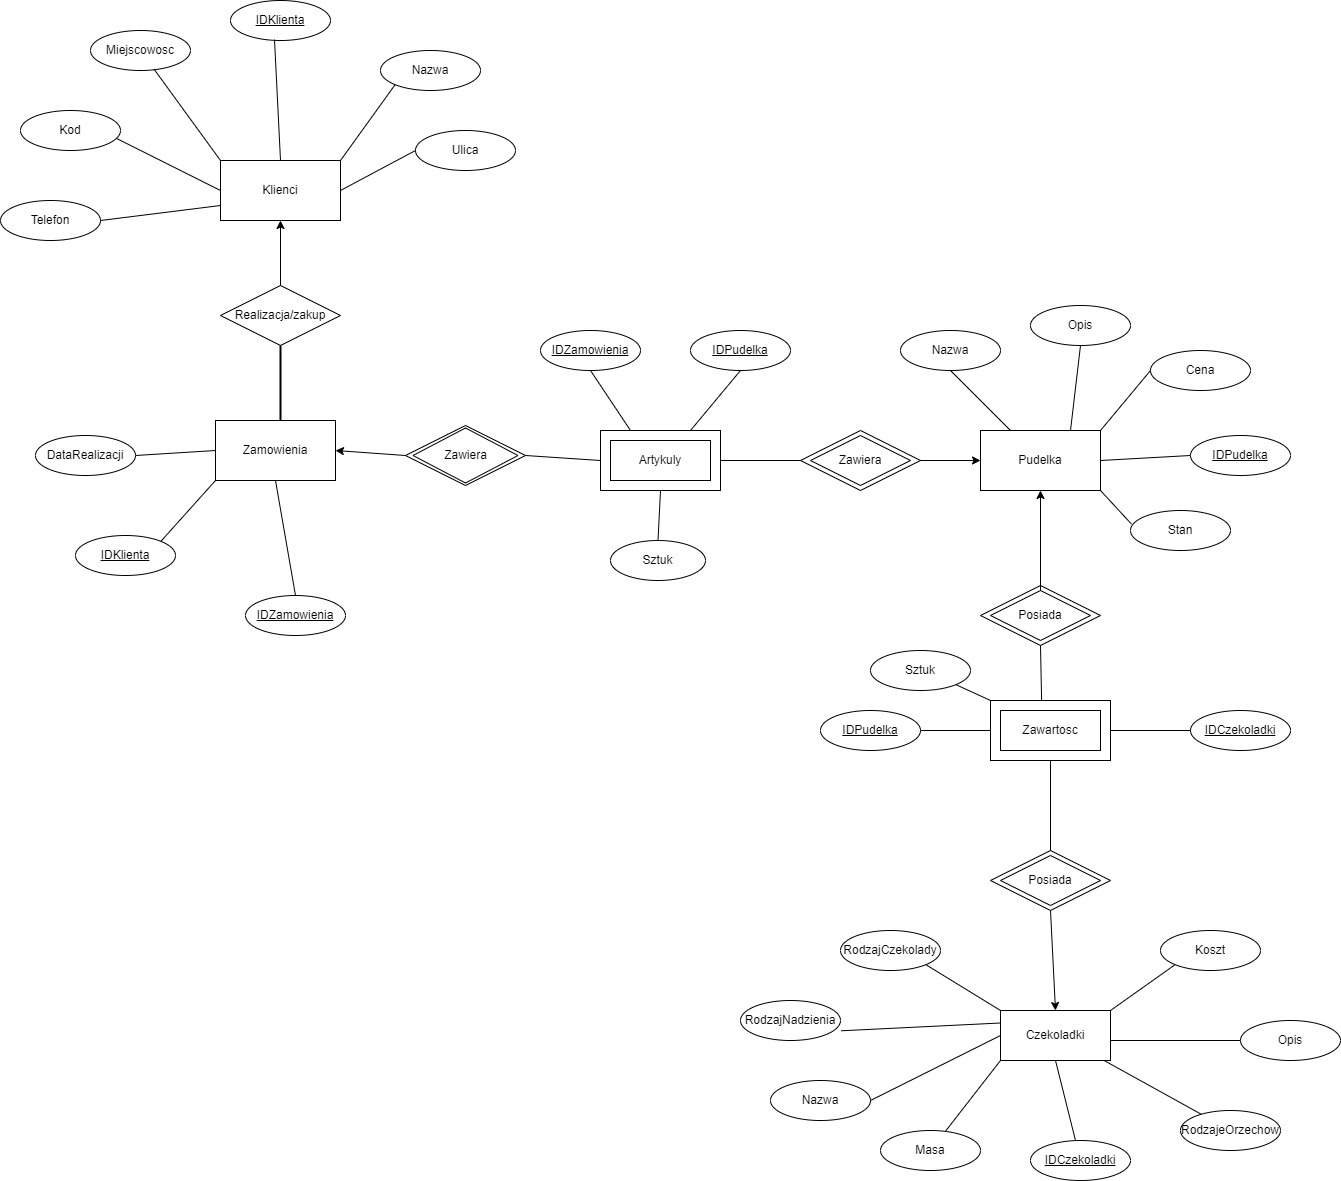 IDKlienta
Miejscowosc
Nazwa
Kod
Ulica
Klienci
Telefon
Realizacja/zakup
Opis
IDZamowienia
IDPudelka
Nazwa
Cena
Zamowienia
DataRealizacji
Zawiera
Artykuly
Zawiera
Pudelka
IDPudelka
Stan
IDKlienta
Sztuk
IDZamowienia
Posiada
Sztuk
IDPudelka
Zawartosc
IDCzekoladki
Posiada
RodzajCzekolady
Koszt
RodzajNadzienia
Czekoladki
Opis
Nazwa
RodzajeOrzechow
Masa
IDCzekoladki